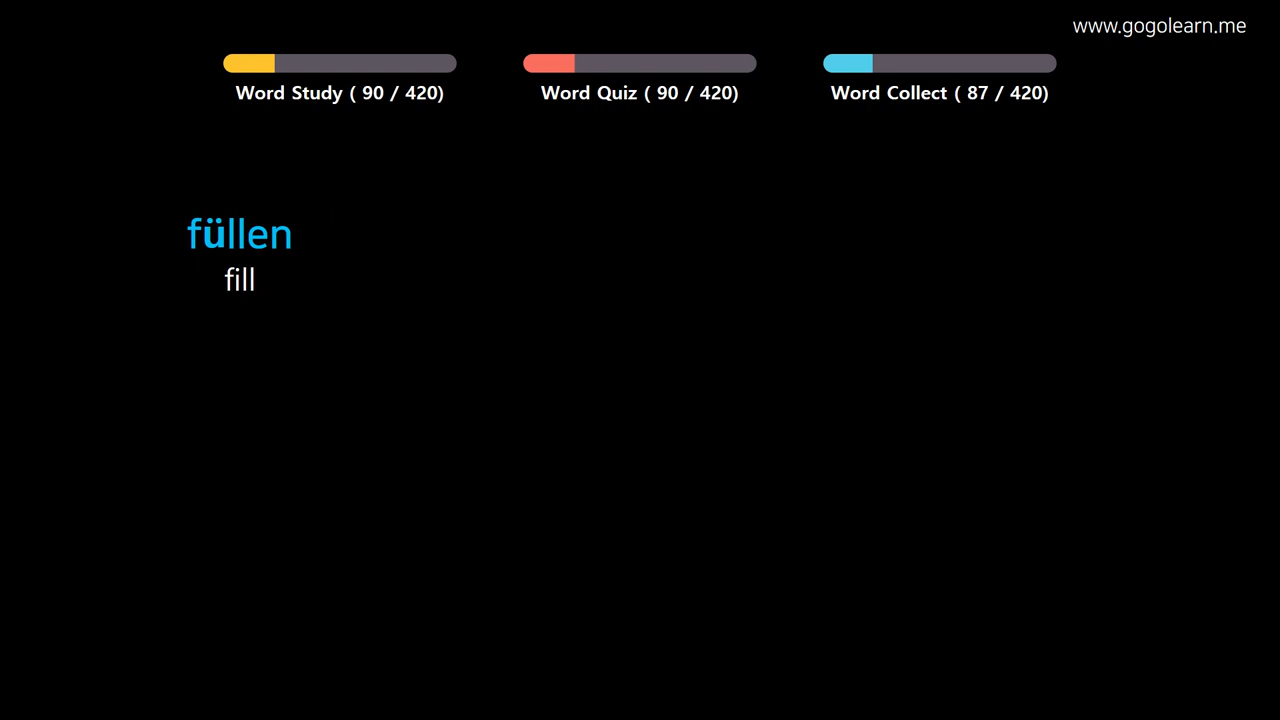 www.gogolearn.me
Word Study ( 90 / 420)
Word Quiz ( 90 / 420)
Word Collect ( 87 / 420)
füllen
fill